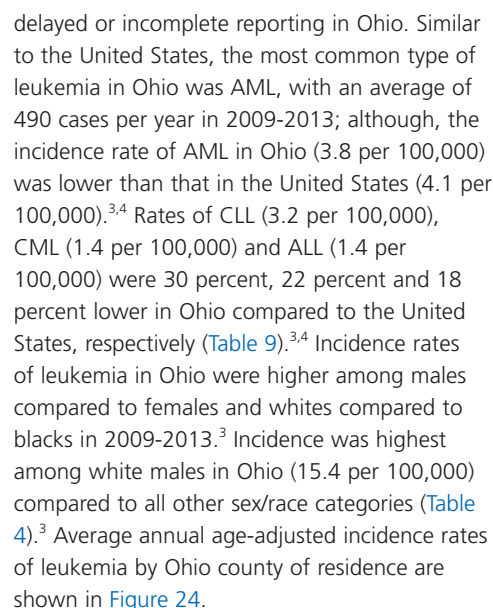 delayed or incomplete reporting in Ohio. Similar
to the United States, the most common type of
leukemia in Ohio was AML, with an average of
490 cases per year in 2009-2013; although, the
incidence rate of AML in Ohio (3.8 per 100,000)
was lower than that in the United States (4.1 per
100,000).3,4 Rates of CLL (3.2 per 100,000),
CML (1.4 per 100,000) and ALL (1.4 per
100,000) were 30 percent, 22 percent and 18
percent lower in Ohio compared to the United
States, respectively (Table 9).3,4 Incidence rates
of leukemia in Ohio were higher among males
compared to females and whites compared to
blacks in 2009-2013.3 Incidence was highest
among white males in Ohio (15.4 per 100,000)
compared to all other sex/race categories (Table
4).3 Average annual age-adjusted incidence rates
of leukemia by Ohio county of residence are
shown in Figure 24.